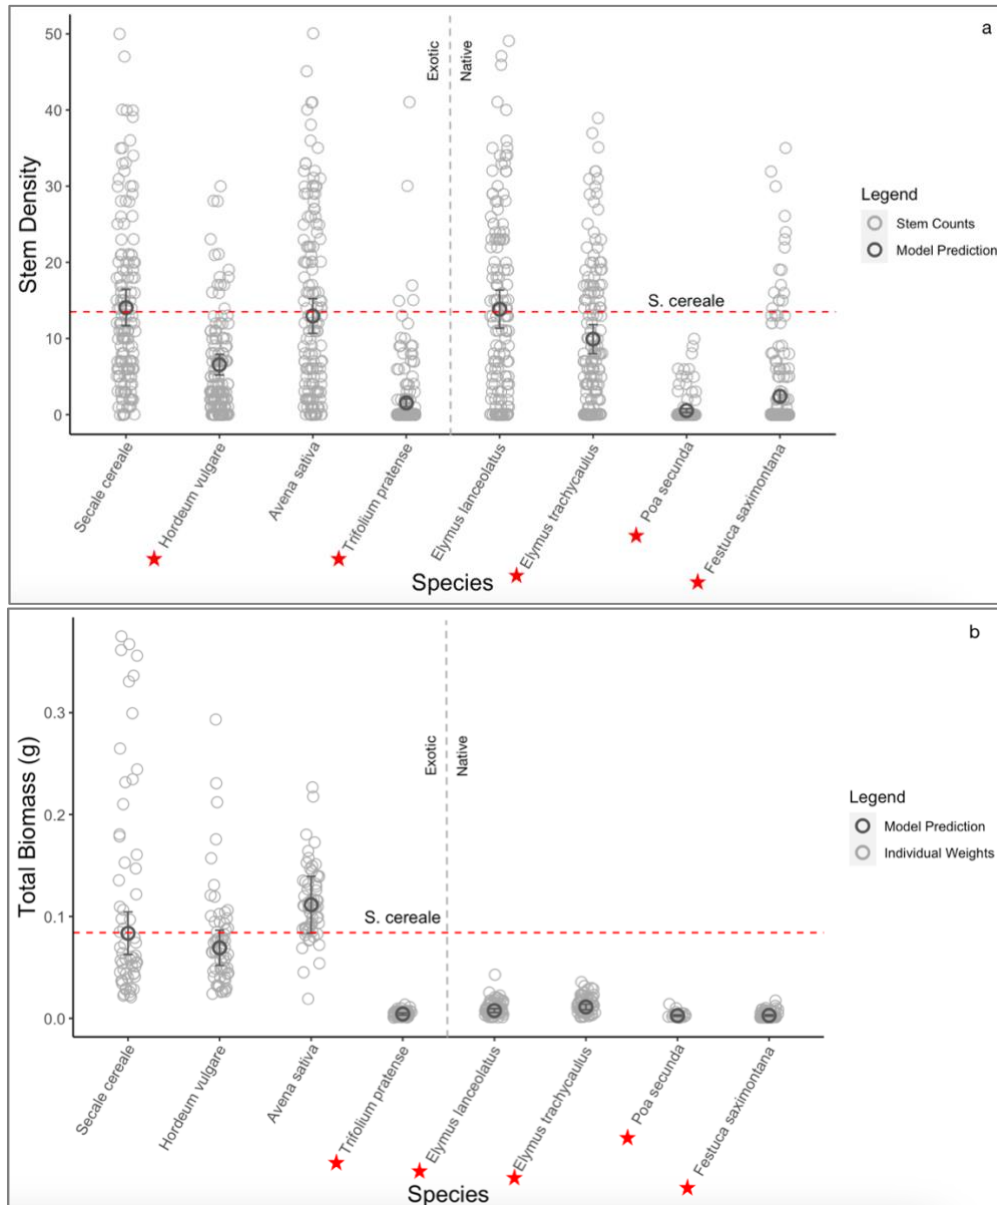 a
50
40
30
20
10
0
Stem Density
Exotic
Native
S. cereale
Legend
Stem Counts
Model Prediction
Secale cereale
Hordeum vulgare
Avena sativa
Trifolium pratense
Elymus lanceolatus
Elymus trachycaulus
Poa secunda
Festuca saximontana
Species
b
0.3
0.2
0.1
0.0
Total Biomass (g)
Exotic
Native
S. cereale
Legend
Model Prediction
Individual Weights
Secale cereale
Hordeum vulgare
Avena sativa
Trifolium pratense
Elymus lanceolatus
Elymus trachycaulus
Poa secunda
Festuca saximontana
Species